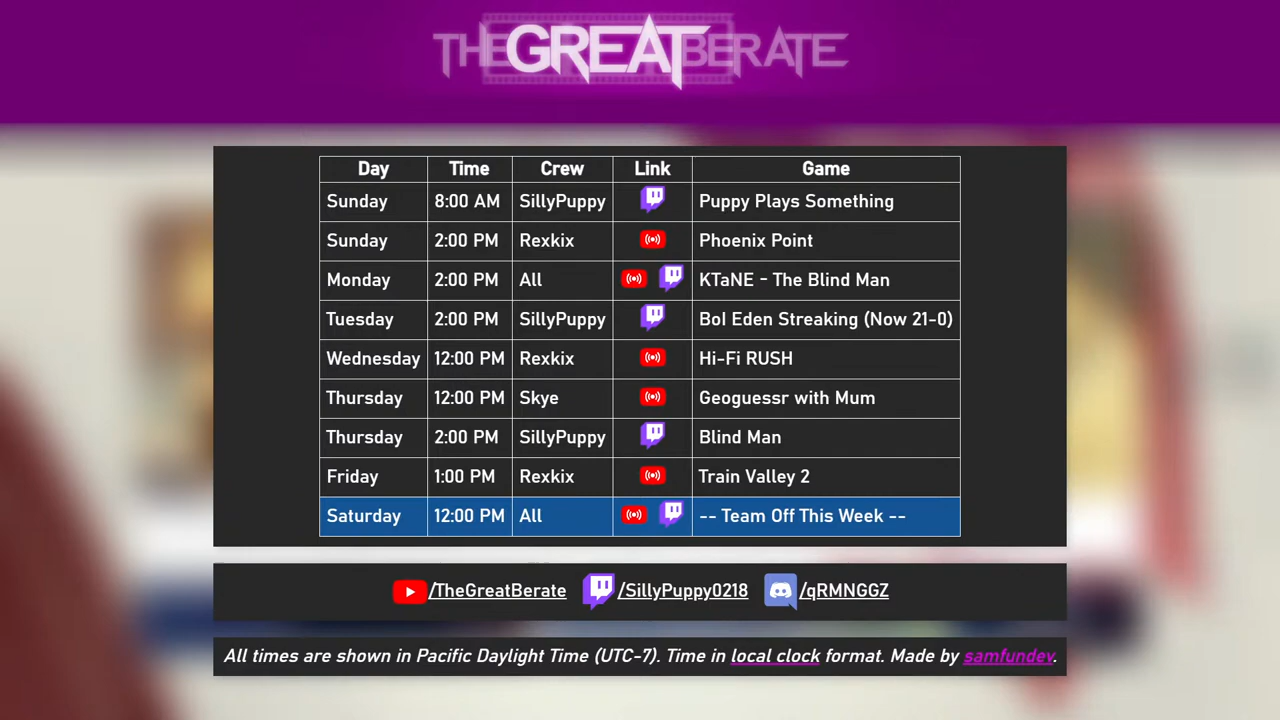 THEGREATBERATE
Day Time Crew Link Game
Sunday 8:00 AM SillyPuppy Puppy Plays Something
Sunday 2:00 PM Rexkix Phoenix Point
Monday 2:00 PM All KTaNE - The Blind Man
Tuesday 2:00 PM SillyPuppy BoI Eden Streaking (Now 21-0)
Wednesday 12:00 PM Rexkix Hi-Fi RUSH
Thursday 12:00 PM Skye Geoguessr with Mum
Thursday 2:00 PM SillyPuppy Blind Man
Friday 1:00 PM Rexkix Train Valley 2
Saturday 12:00 PM All -- Team Off This Week --
/TheGreatBerate /SillyPuppy0218 /qRMNGGZ
All times are shown in Pacific Daylight Time (UTC-7). Time in local clock format. Made by samfundev.